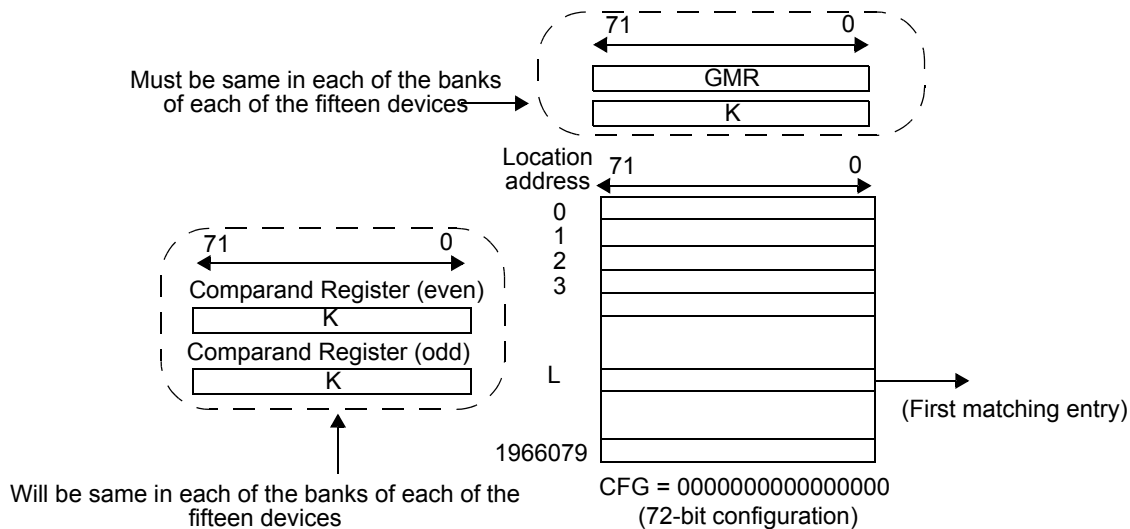 71 0
Must be same in each of the banks
of each of the fifteen devices
GMR
K
Location
address
71 0
0
1
2
3
71 0
Comparand Register (even)
K
Comparand Register (odd)
K
L
(First matching entry)
1966079
CFG = 0000000000000000
(72-bit configuration)
Will be same in each of the banks of each of the
fifteen devices